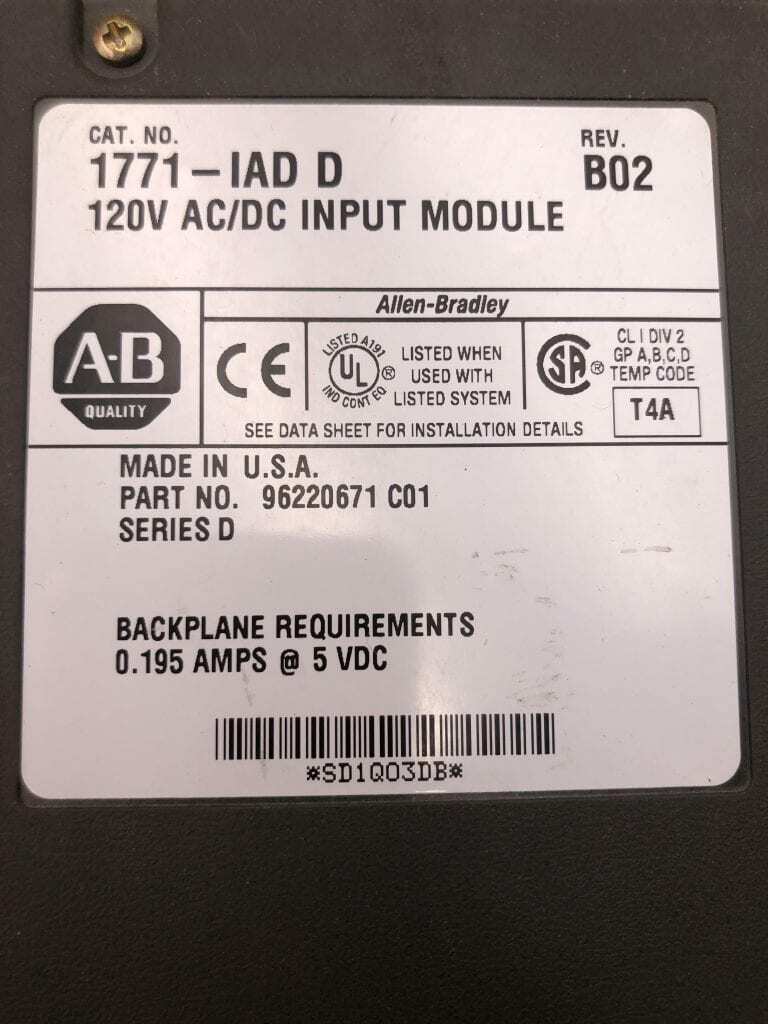 CAT. NO.
REV.
1771-IAD D
B02
120V AC/DC INPUT MODULE
Allen-Bradley
A-B
QUALITY
CE
LISTED A191
UL
®
IND CONT EQ
LISTED WHEN
USED WITH
LISTED SYSTEM
SA
®
CL I DIV 2
GP A,B,C,D
TEMP CODE
T4A
SEE DATA SHEET FOR INSTALLATION DETAILS
MADE IN U.S.A.
PART NO. 96220671 C01
SERIES D
BACKPLANE REQUIREMENTS
0.195 AMPS @ 5 VDC
*SD1Q03DB*